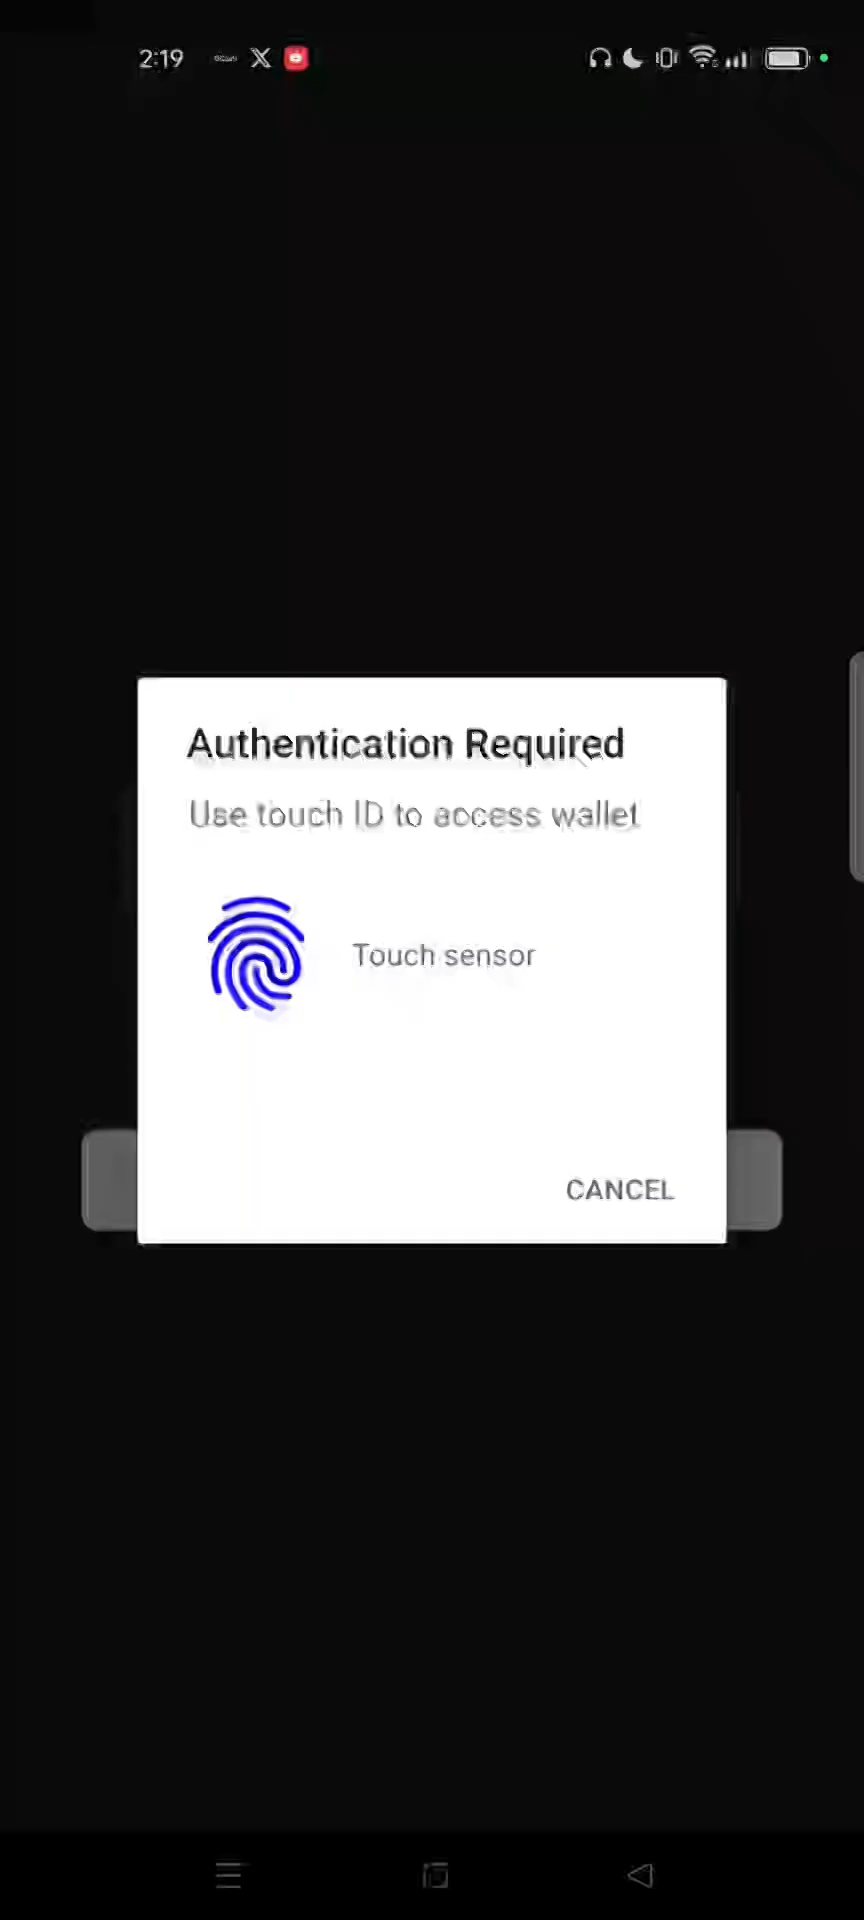 2:19
Authentication Required
Use touch ID to access wallet
Touch sensor
CANCEL